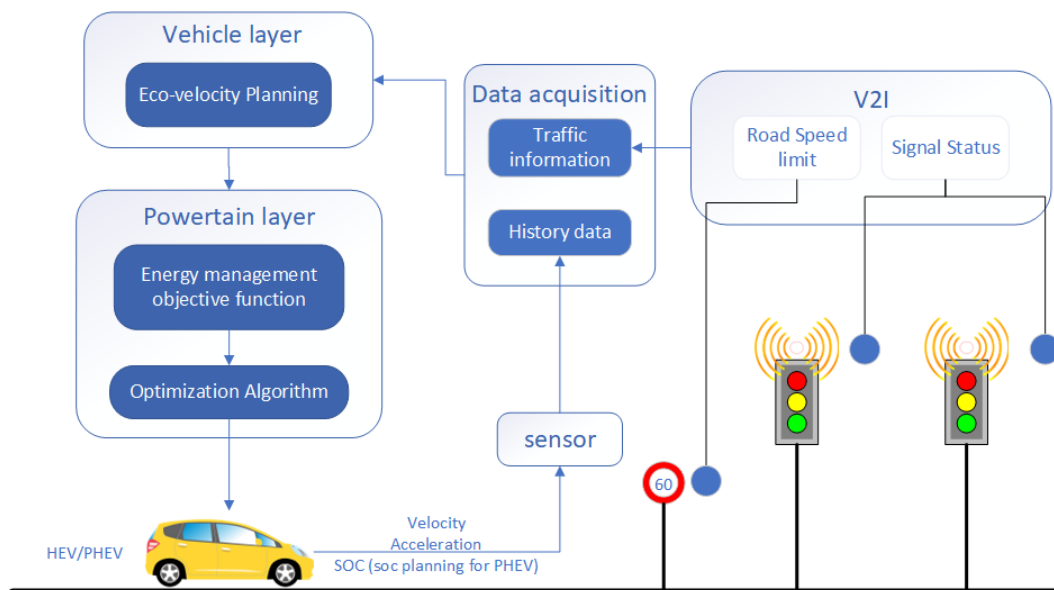 Vehicle layer
Eco-velocity Planning
Powertain layer
Energy management
objective function
Optimization Algorithm
HEV/PHEV
Velocity
Acceleration
SOC (soc planning for PHEV)
sensor
Data acquisition
Traffic
information
History data
V2I
Road Speed
limit
Signal Status
60